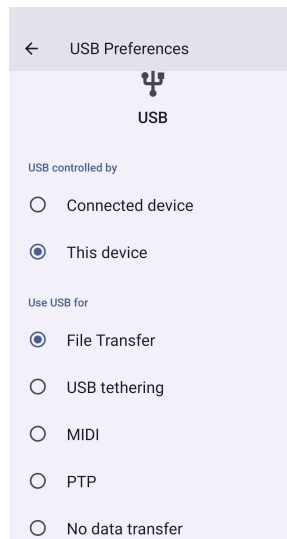 USB Preferences
USB
USB controlled by
Connected device
This device
Use USB for
File Transfer
USB tethering
MIDI
PTP
No data transfer